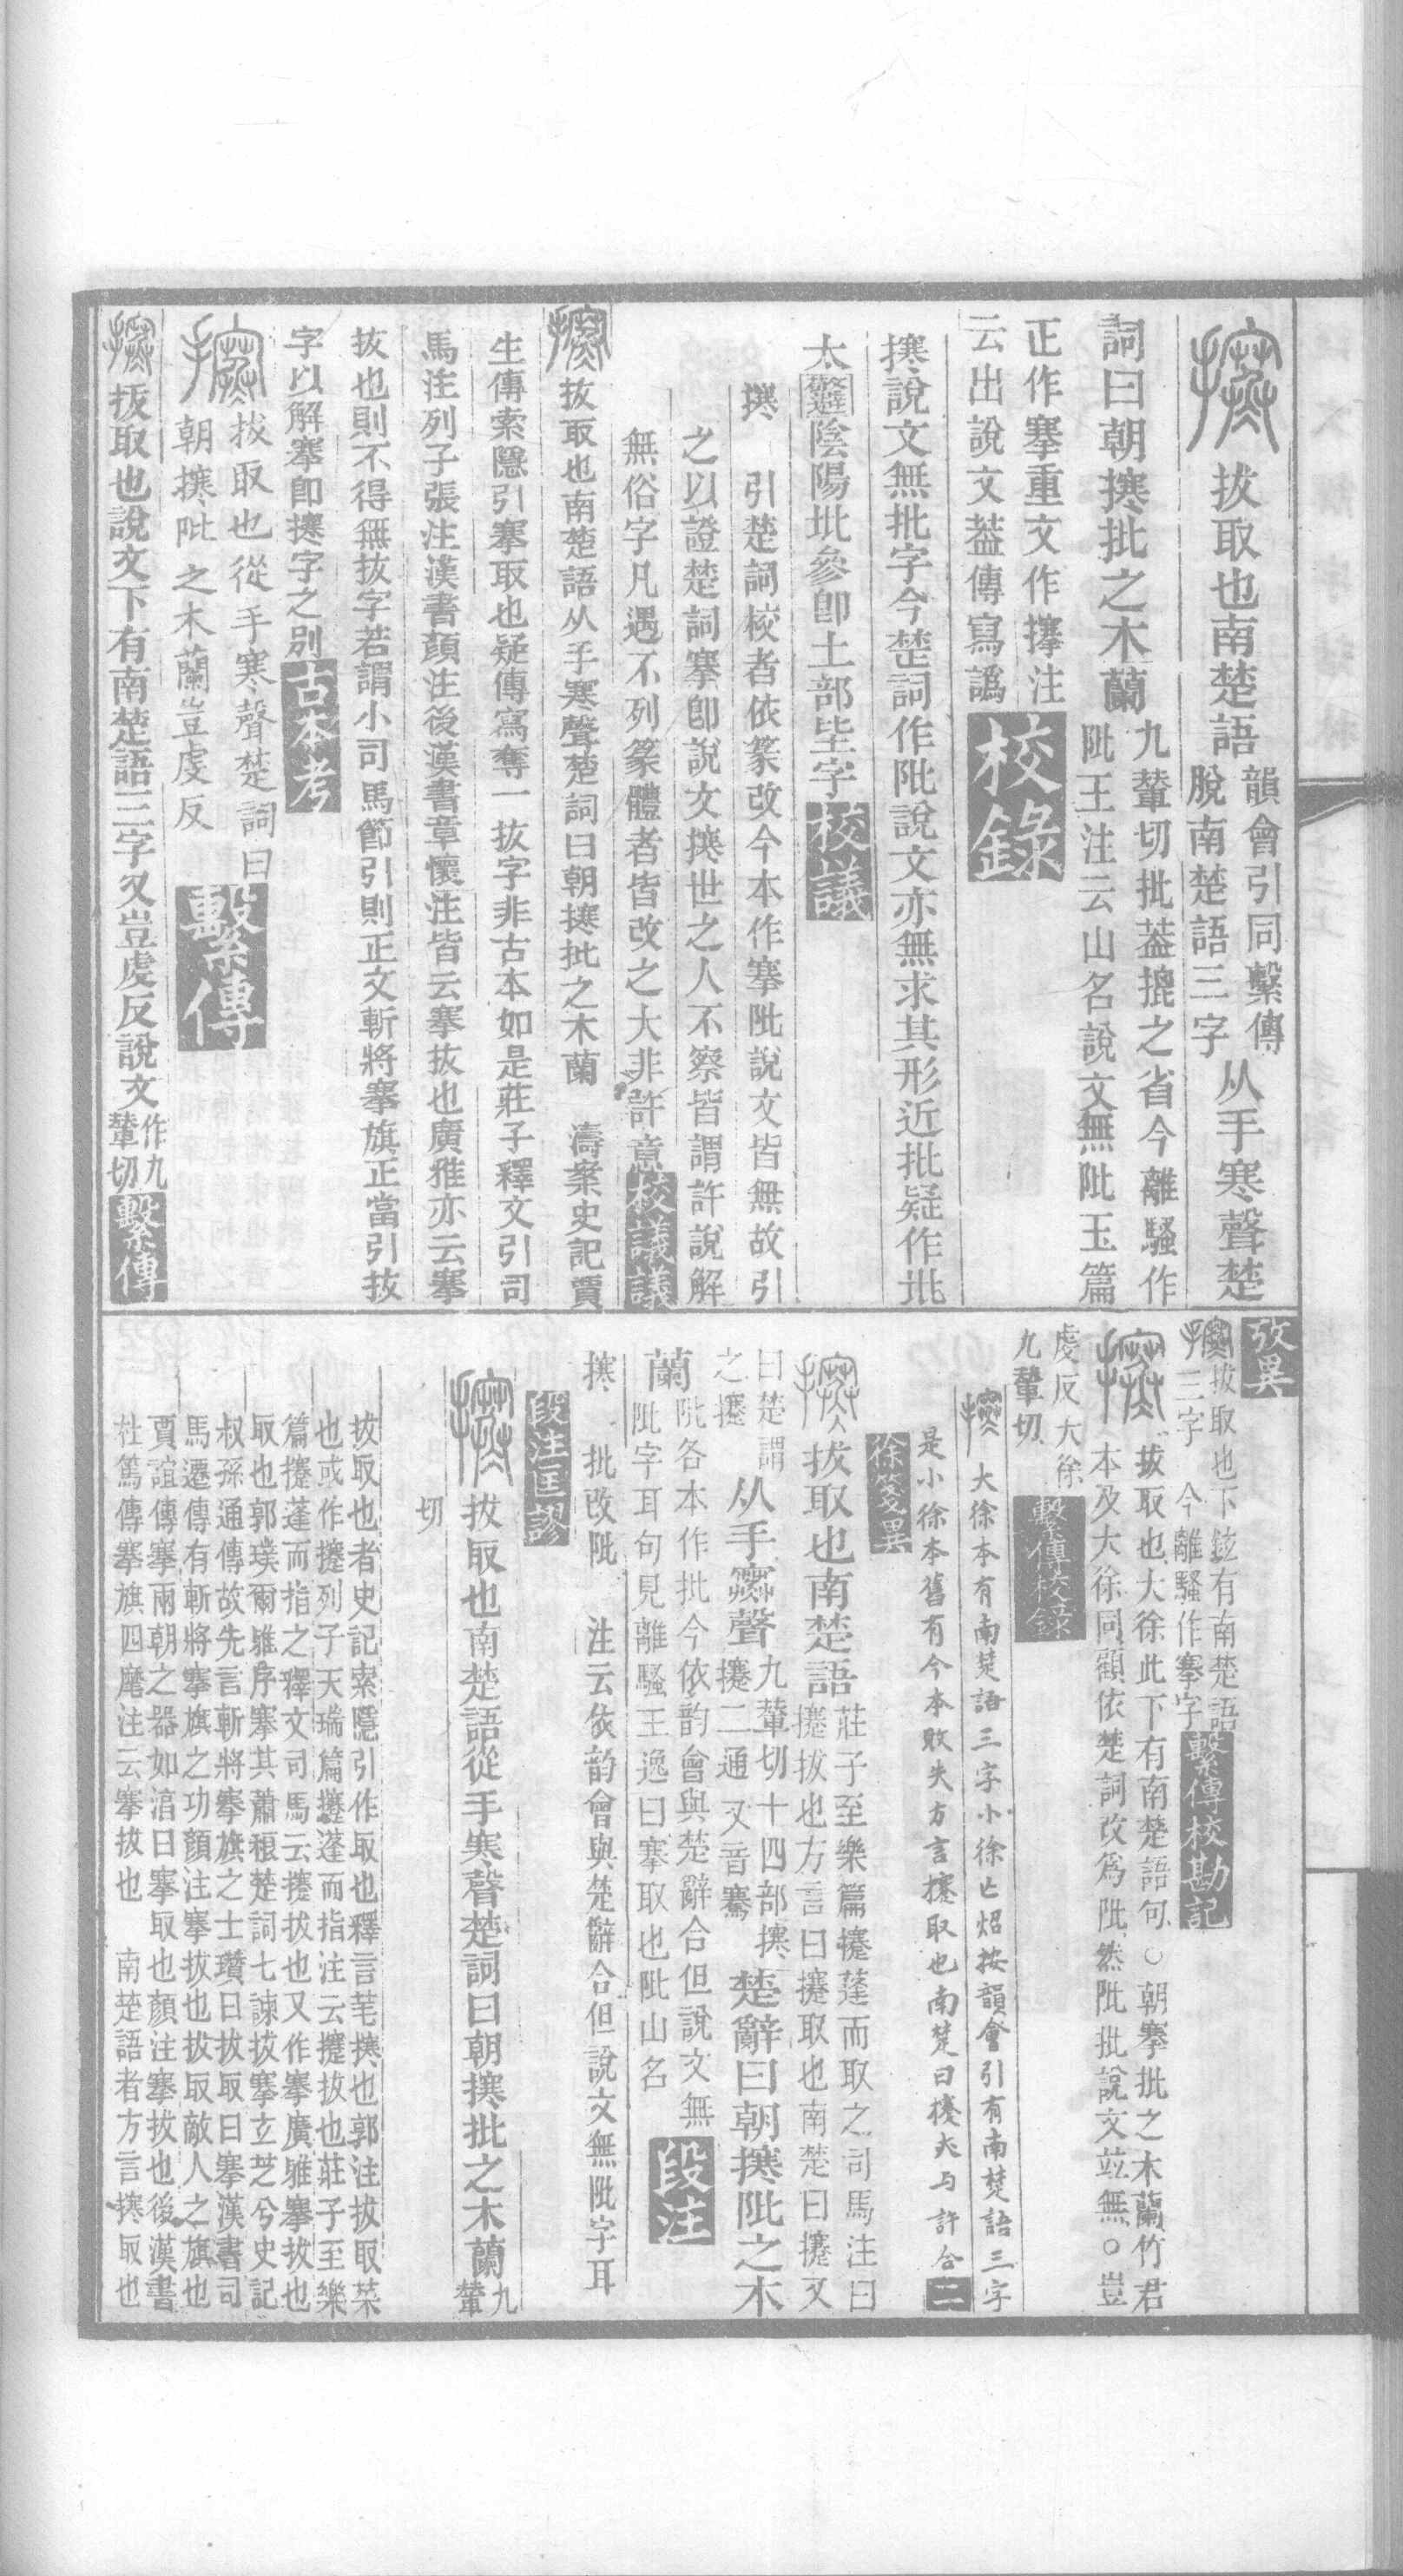 攓拔取也南楚語韻會引同繫傳脫南楚語三字从手寒聲楚
詞曰朝攓批之木蘭九輦切批葢㨢之省今離騷作阰王注云山名說文無阰玉篇
正作搴重文作攓注云出說文葢傳寫譌校錄
攓說文無批字今楚詞作阰說文亦無求其形近批疑作坒
太陰陽坒參卽土部坒字校議
攓 引楚詞校者依篆改今本作搴阰說文皆無故引
之以證楚詞搴卽說文攓世之人不察皆謂許說解
無俗字凡遇不列篆體者皆改之大非許意校議議
攓拔取也南楚語从手寒聲楚詞曰朝攓批之木蘭 濤案史記賈
生傳索隱引搴取也疑傳寫奪一拔字非古本如是莊子釋文引司
馬注列子張注漢書顏注後漢書章懷注皆云搴拔也廣雅亦云搴
拔也則不得無拔字若謂小司馬節引則正文斬將搴旗正當引拔
字以解搴卽攓字之別古本考
攓拔取也從手寒聲楚詞曰
朝攓阰之木蘭豈虔反繫傳
攓拔取也說文下有南楚語三字又豈虔反說文作九輦切繫傳
攷異
攓拔取也下鉉有南楚語
三字 今離騷作搴字繫傳校勘記
攓拔取也大徐此下有南楚語句○朝搴批之木蘭竹君
本及大徐同顧依楚詞改爲阰然阰批說文竝無○豈
虔反大徐
九輦切繫傳校錄
攓 大徐本有南楚語三字小徐亡炤按韻會引有南楚語三字
是小徐本舊有今本敗失方言攓取也南楚曰攓大与許合二
徐箋異
攓拔取也南楚語莊子至樂篇攓蓬而取之司馬注曰攓拔也方言曰攓取也南楚曰攓又
曰楚謂之攓从手寒聲九輦切十四部攓攓二通又音騫楚辭曰朝攓阰之木
蘭阰各本作批今依韵會與楚辭合但說文無阰字耳句見離騷王逸曰搴取也阰山名段注
攓 批改阰 注云依韵會與楚辭合但說文無阰字耳
段注匡謬
攓拔取也南楚語從手寒聲楚詞曰朝攓批之木蘭九輦
切
拔取也者史記索隱引作取也釋言芼搴也郭注拔取菜
也或作攓列子天瑞篇攓蓬而指注云攓拔也莊子至樂
篇攓蓬而指之釋文司馬云攓拔也又作搴廣雅搴拔也
取也郭璞爾雅序搴其蕭稂楚詞七諫拔搴玄芝兮史記
叔孫通傳故先言斬將搴旗之士瓚曰拔取曰搴漢書司
馬遷傳有斬將搴旗之功顏注搴拔也拔取敵人之旗也
賈誼傳搴兩朝之器如淳曰搴取也顏注搴拔也後漢書
杜篤傳搴旗四麾注云搴拔也 南楚語者方言攓取也